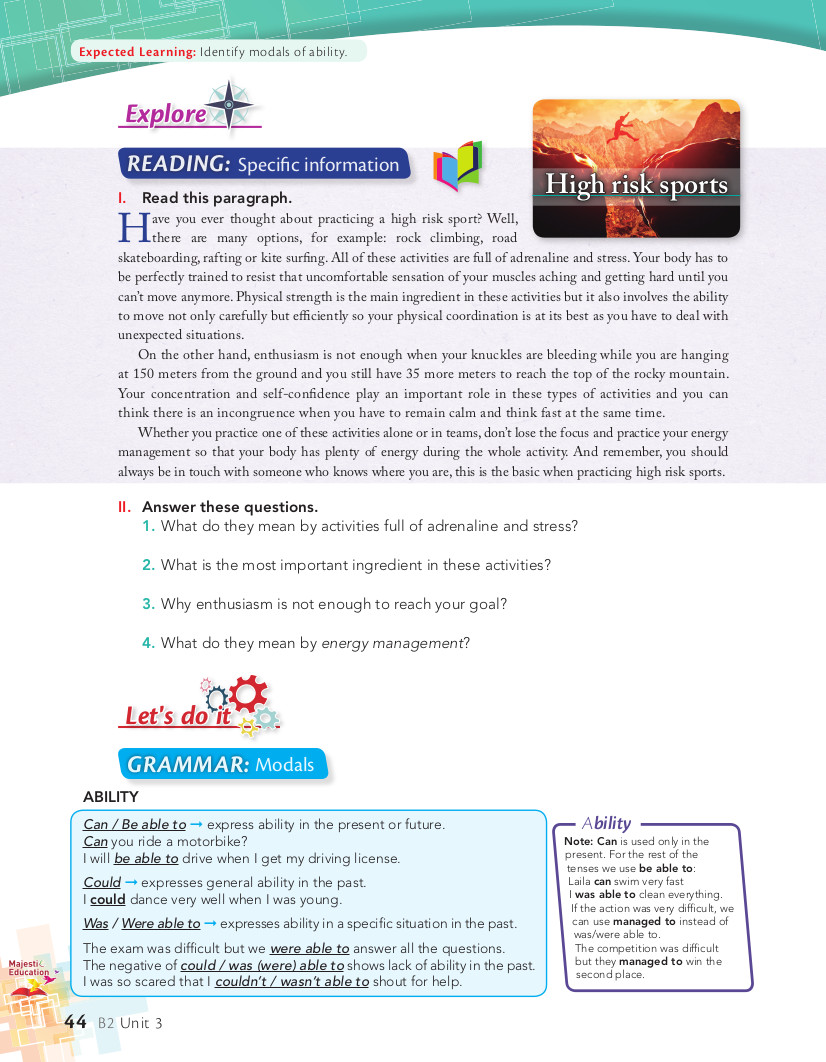 Expected Learning: Identify modals of ability.
Explore
READING: Specific information
High risk sports
I. Read this paragraph.
Have you ever thought about practicing a high risk sport? Well,
there are many options, for example: rock climbing, road
skateboarding, rafting or kite surfing. All of these activities are full of adrenaline and stress. Your body has to
be perfectly trained to resist that uncomfortable sensation of your muscles aching and getting hard until you
can't move anymore. Physical strength is the main ingredient in these activities but it also involves the ability
to move not only carefully but efficiently so your physical coordination is at its best as you have to deal with
unexpected situations.
On the other hand, enthusiasm is not enough when your knuckles are bleeding while you are hanging
at 150 meters from the ground and you still have 35 more meters to reach the top of the rocky mountain.
Your concentration and self-confidence play an important role in these types of activities and you can
think there is an incongruence when you have to remain calm and think fast at the same time.
Whether you practice one of these activities alone or in teams, don't lose the focus and practice your energy
management so that your body has plenty of energy during the whole activity. And remember, you should
always be in touch with someone who knows where you are, this is the basic when practicing high risk sports.
II. Answer these questions.
1. What do they mean by activities full of adrenaline and stress?
2. What is the most important ingredient in these activities?
3. Why enthusiasm is not enough to reach your goal?
4. What do they mean by energy management?
Let's do it
GRAMMAR: Modals
ABILITY
Can / Be able to → express ability in the present or future.
Can you ride a motorbike?
I will be able to drive when I get my driving license.
Could → expresses general ability in the past.
I could dance very well when I was young.
Was / Were able to → expresses ability in a specific situation in the past.
The exam was difficult but we were able to answer all the questions.
The negative of could / was (were) able to shows lack of ability in the past.
I was so scared that I couldn't / wasn't able to shout for help.
Ability
Note: Can is used only in the
present. For the rest of the
tenses we use be able to:
Laila can swim very fast
I was able to clean everything.
If the action was very difficult, we
can use managed to instead of
was/were able to.
The competition was difficult
but they managed to win the
second place.
Majestic
Education
44 B2 Unit 3